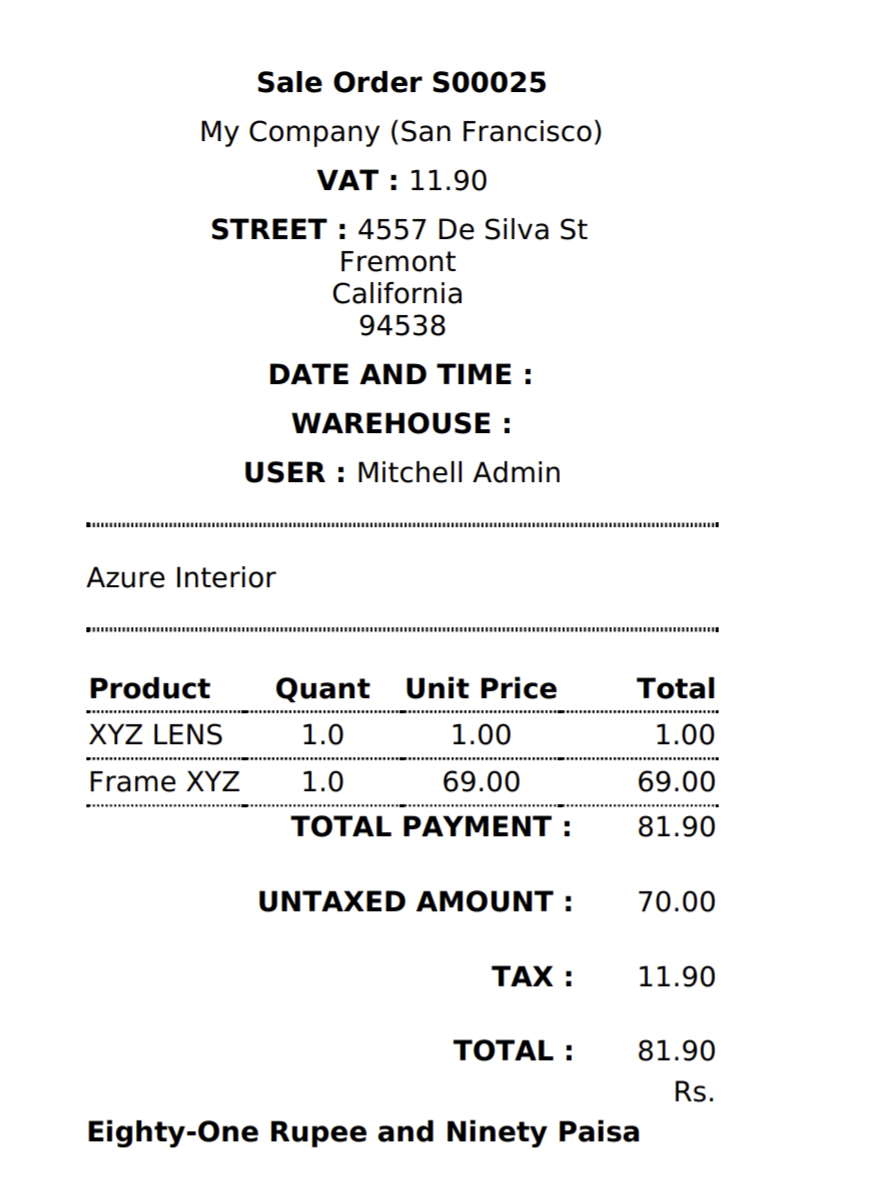 Sale Order S00025
My Company (San Francisco)
VAT : 11.90
STREET : 4557 De Silva St
Fremont
California
94538
DATE AND TIME :
WAREHOUSE :
USER : Mitchell Admin
Azure Interior
Product Quant Unit Price Total
XYZ LENS 1.0 1.00 1.00
Frame XYZ 1.0 69.00 69.00
TOTAL PAYMENT : 81.90
UNTAXED AMOUNT : 70.00
TAX : 11.90
TOTAL : 81.90
Rs.
Eighty-One Rupee and Ninety Paisa